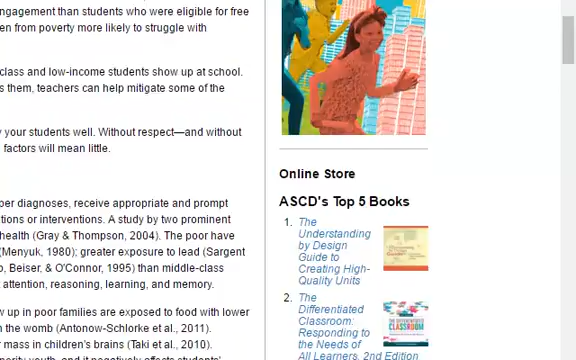 ngagement than students who were eligible for free
en from poverty more likely to struggle with
class and low-income students show up at school.
s them, teachers can help mitigate some of the
y your students well. Without respect—and without
factors will mean little.
per diagnoses, receive appropriate and prompt
tions or interventions. A study by two prominent
health (Gray & Thompson, 2004). The poor have
(Menyuk, 1980); greater exposure to lead (Sargent
o, Beiser, & O'Connor, 1995) than middle-class
attention, reasoning, learning, and memory.
w up in poor families are exposed to food with lower
n the womb (Antonow-Schlorke et al., 2011).
r mass in children's brains (Taki et al., 2010).
Online Store
ASCD's Top 5 Books
1. The
Understanding
by Design
Guide to
Creating High-
Quality Units
2. The
Differentiated
Classroom:
Responding to
the Needs of
All Learners, 2nd Edition
DIFFERENTIATED
CLASSROOM